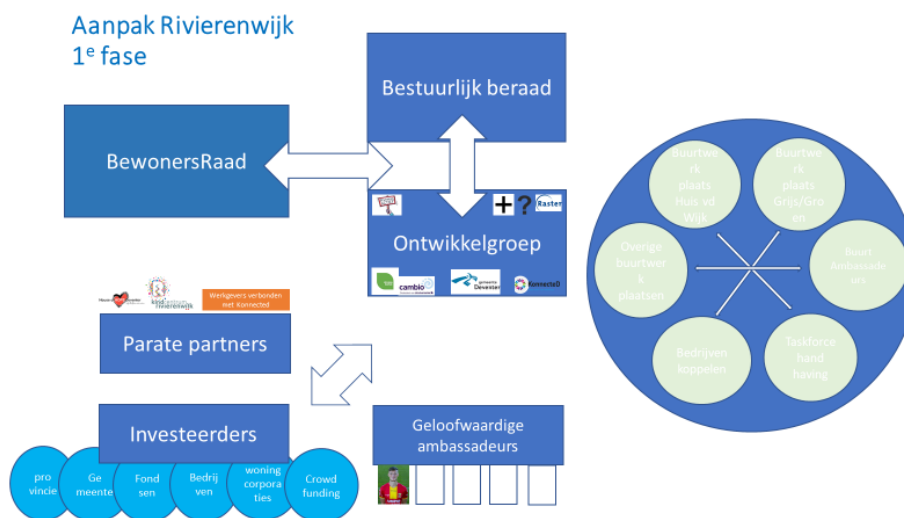 Aanpak Rivierenwijk
1e fase
Bestuurlijk beraad
BewonersRaad
+
?
Raster
Ontwikkelgroep
cambio
gemeente
Deventer
KonnecteD
kind
centrum
rivierenwijk
Werkgevers verbonden
met Konnected
Parate partners
Investeerders
pro
vincie
Ge
meente
Fond
sen
Bedrij
ven
woning
corpora
ties
Crowd
funding
Geloofwaardige
ambassadeurs
Buurtwe
rk
plaats
Huis vd
Wijk
Buurtwe
rk
plaats
Grijs/Gro
en
Overige
buurtwer
k
plaatsen
Buurt
Ambassade
urs
Bedrijven
koppelen
Taskforce
hand
having